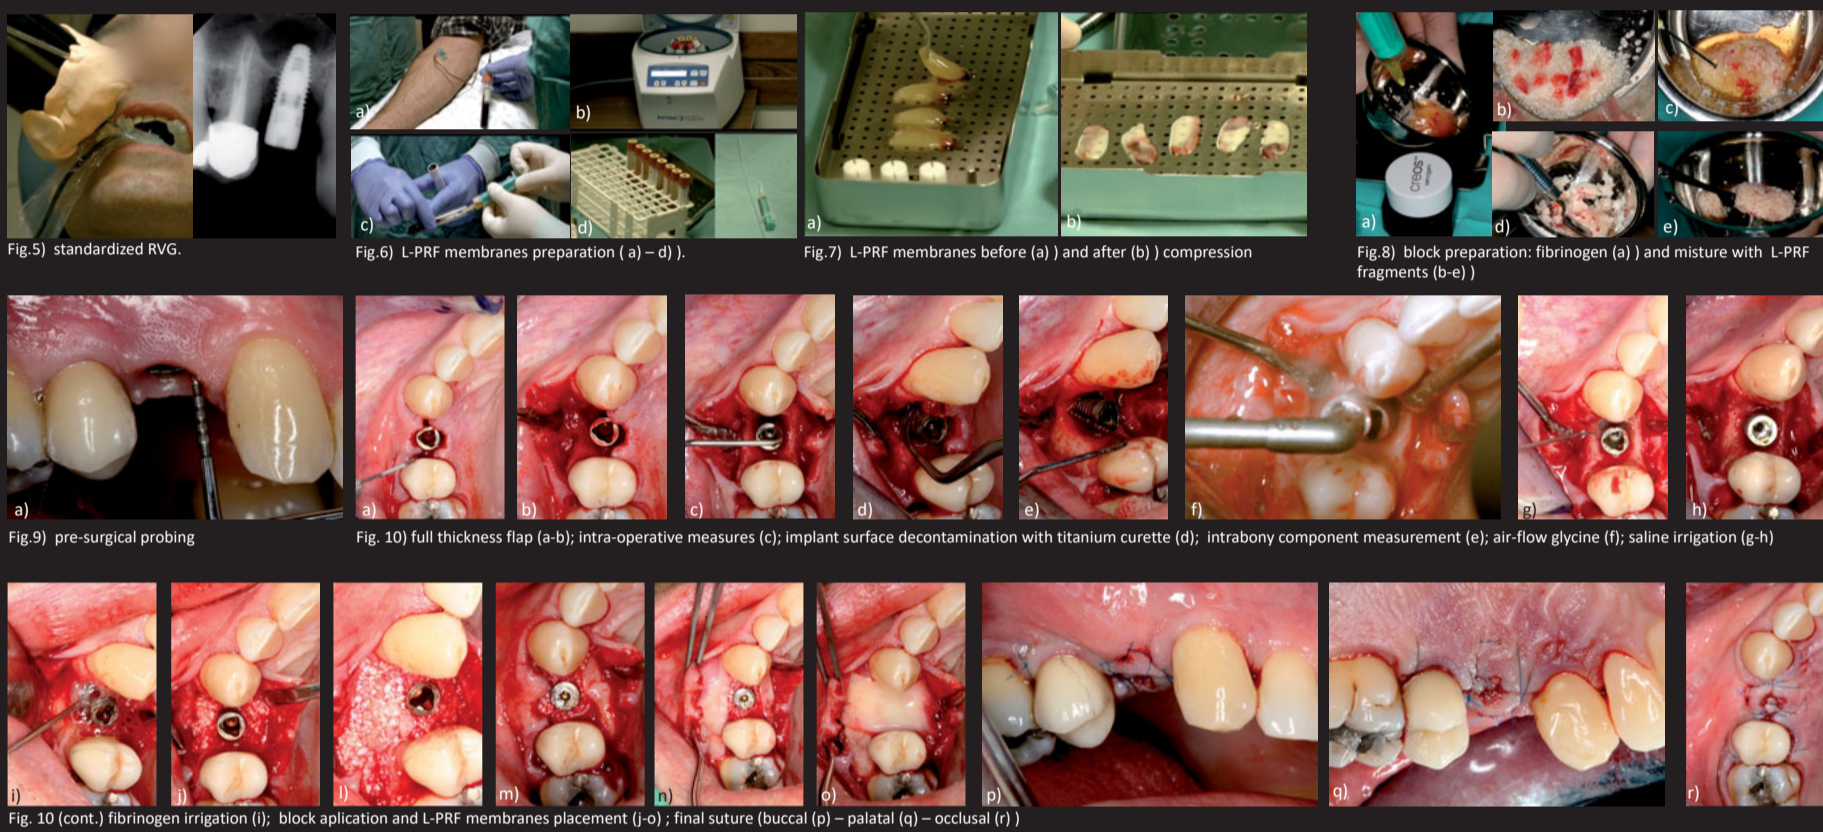 a)
b)
c)
d)
a)
b)
creos™
a)
b)
c)
d)
e)
Fig.5) standardized RVG.
Fig.6) L-PRF membranes preparation ( a) – d) ).
Fig.7) L-PRF membranes before (a) ) and after (b) ) compression
Fig.8) block preparation: fibrinogen (a) ) and misture with L-PRF
fragments (b-e) )
a)
a)
b)
c)
d)
e)
f)
g)
h)
Fig.9) pre-surgical probing
Fig. 10) full thickness flap (a-b); intra-operative measures (c); implant surface decontamination with titanium curette (d); intrabony component measurement (e); air-flow glycine (f); saline irrigation (g-h)
i)
j)
l)
m)
n)
o)
p)
q)
r)
Fig. 10 (cont.) fibrinogen irrigation (i); block aplication and L-PRF membranes placement (j-o) ; final suture (buccal (p) – palatal (q) – occlusal (r) )